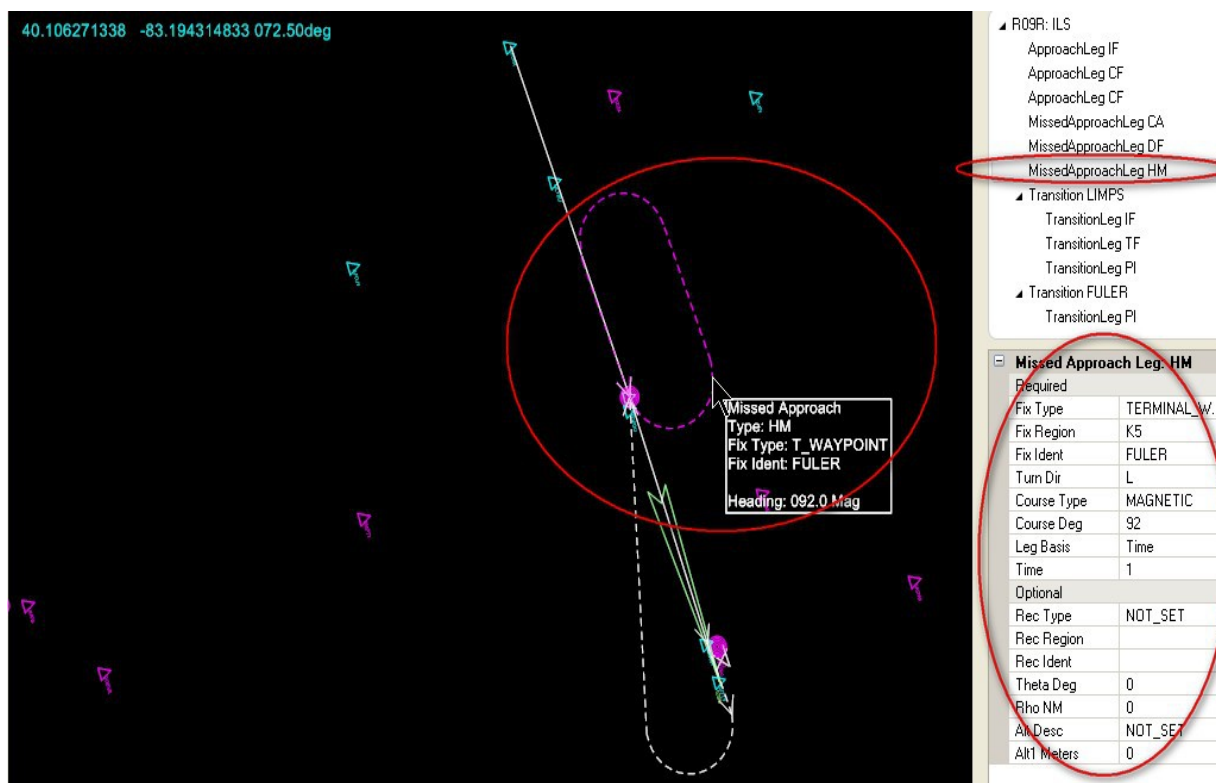 40.106271338 -83.194314833 072.50deg
Missed Approach
Type: HM
Fix Type: T_WAYPOINT
Fix Ident: FULER
Heading: 092.0 Mag
R09R: ILS
ApproachLeg IF
ApproachLeg CF
ApproachLeg CF
MissedApproachLeg CA
MissedApproachLeg DF
MissedApproachLeg HM
Transition LIMPS
TransitionLeg IF
TransitionLeg TF
TransitionLeg PI
Transition FULER
TransitionLeg PI
Missed Approach Leg: HM
Required
Fix Type TERMINAL_W.
Fix Region K5
Fix Ident FULER
Turn Dir L
Course Type MAGNETIC
Course Deg 92
Leg Basis Time
Time 1
Optional
Rec Type NOT_SET
Rec Region
Rec Ident
Theta Deg 0
Rho NM 0
Alt Desc NOT_SET
Alt1 Meters 0